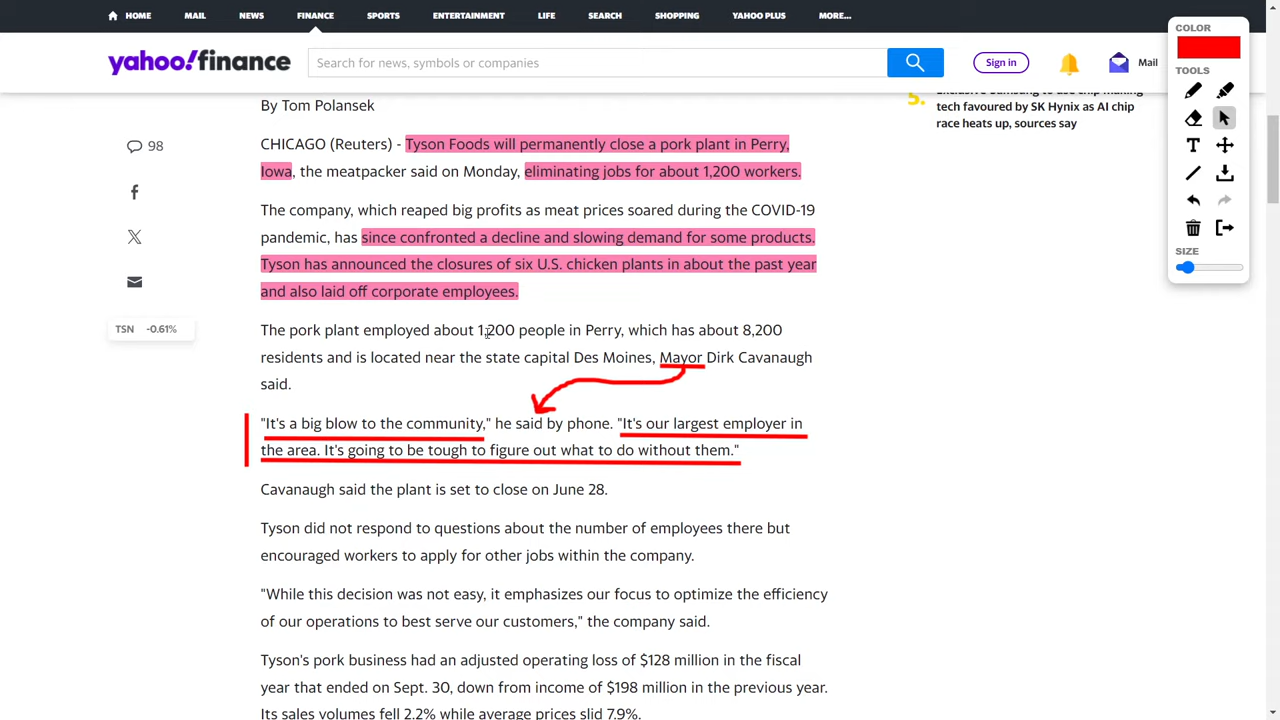 HOME MAIL NEWS FINANCE SPORTS ENTERTAINMENT LIFE SEARCH SHOPPING YAHOO PLUS MORE...
yahoo!finance
Search for news, symbols or companies
Sign in
Mail
COLOR
TOOLS
T
SIZE
5. Exclusive-Samsung to use chip making
tech favoured by SK Hynix as AI chip
race heats up, sources say
98
TSN -0.61%
By Tom Polansek
CHICAGO (Reuters) - Tyson Foods will permanently close a pork plant in Perry,
Iowa, the meatpacker said on Monday, eliminating jobs for about 1,200 workers.
The company, which reaped big profits as meat prices soared during the COVID-19
pandemic, has since confronted a decline and slowing demand for some products.
Tyson has announced the closures of six U.S. chicken plants in about the past year
and also laid off corporate employees.
The pork plant employed about 1,200 people in Perry, which has about 8,200
residents and is located near the state capital Des Moines, Mayor Dirk Cavanaugh
said.
"It's a big blow to the community," he said by phone. "It's our largest employer in
the area. It's going to be tough to figure out what to do without them."
Cavanaugh said the plant is set to close on June 28.
Tyson did not respond to questions about the number of employees there but
encouraged workers to apply for other jobs within the company.
"While this decision was not easy, it emphasizes our focus to optimize the efficiency
of our operations to best serve our customers," the company said.
Tyson's pork business had an adjusted operating loss of $128 million in the fiscal
year that ended on Sept. 30, down from income of $198 million in the previous year.
Its sales volumes fell 2.2% while average prices slid 7.9%.